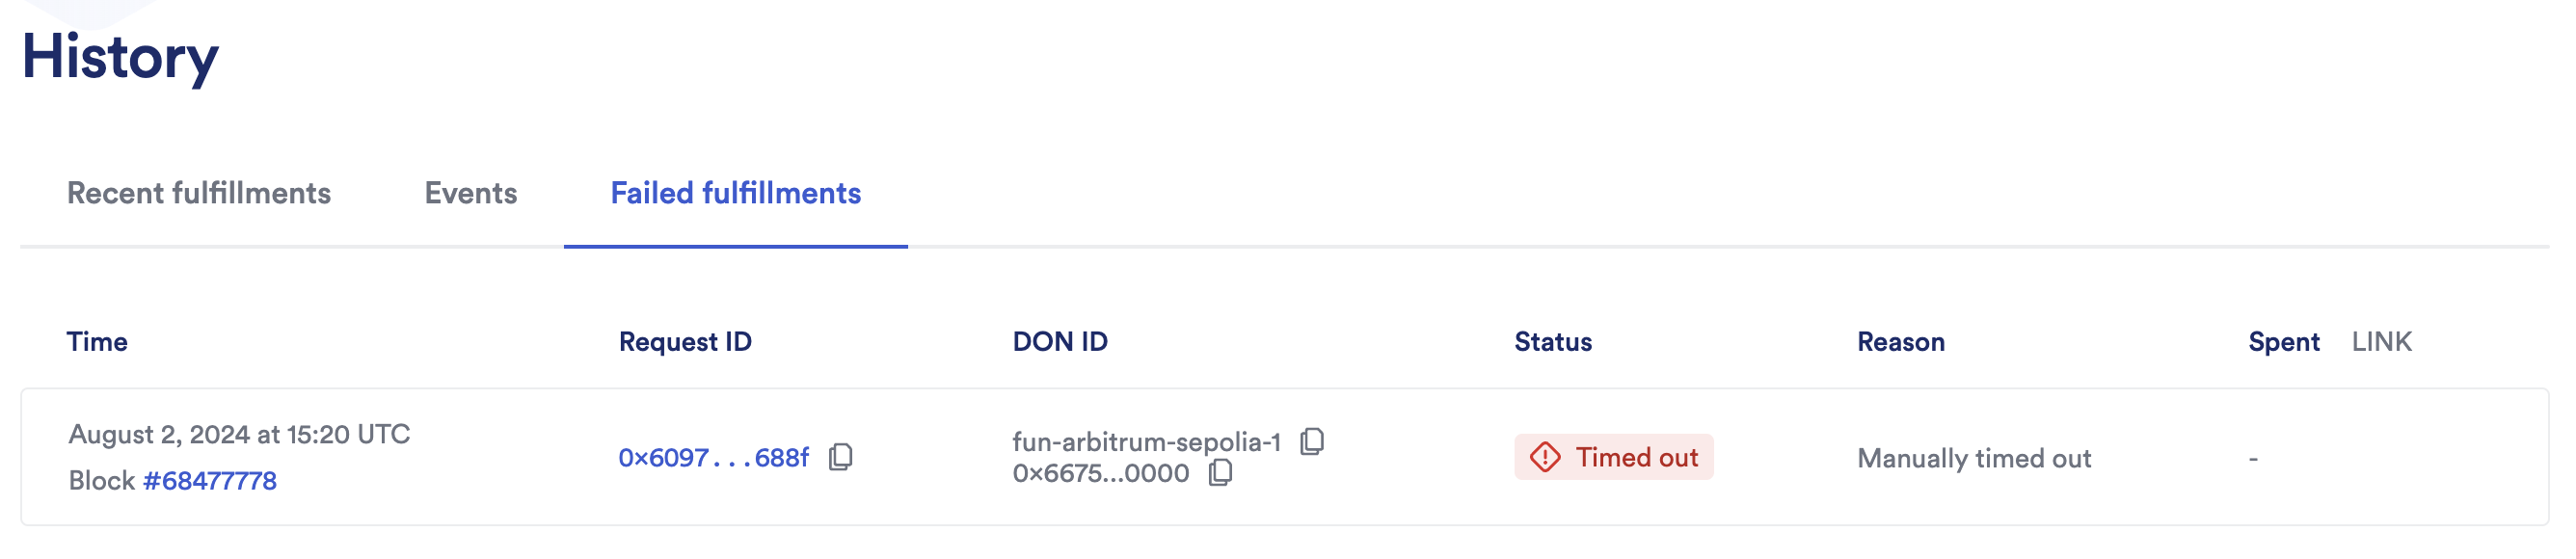 History
Recent fulfillments Events Failed fulfillments
Time Request ID DON ID Status Reason Spent LINK
August 2, 2024 at 15:20 UTC
Block #68477778
0x6097...688f
fun-arbitrum-sepolia-1
0x6675...0000
Timed out
Manually timed out
-